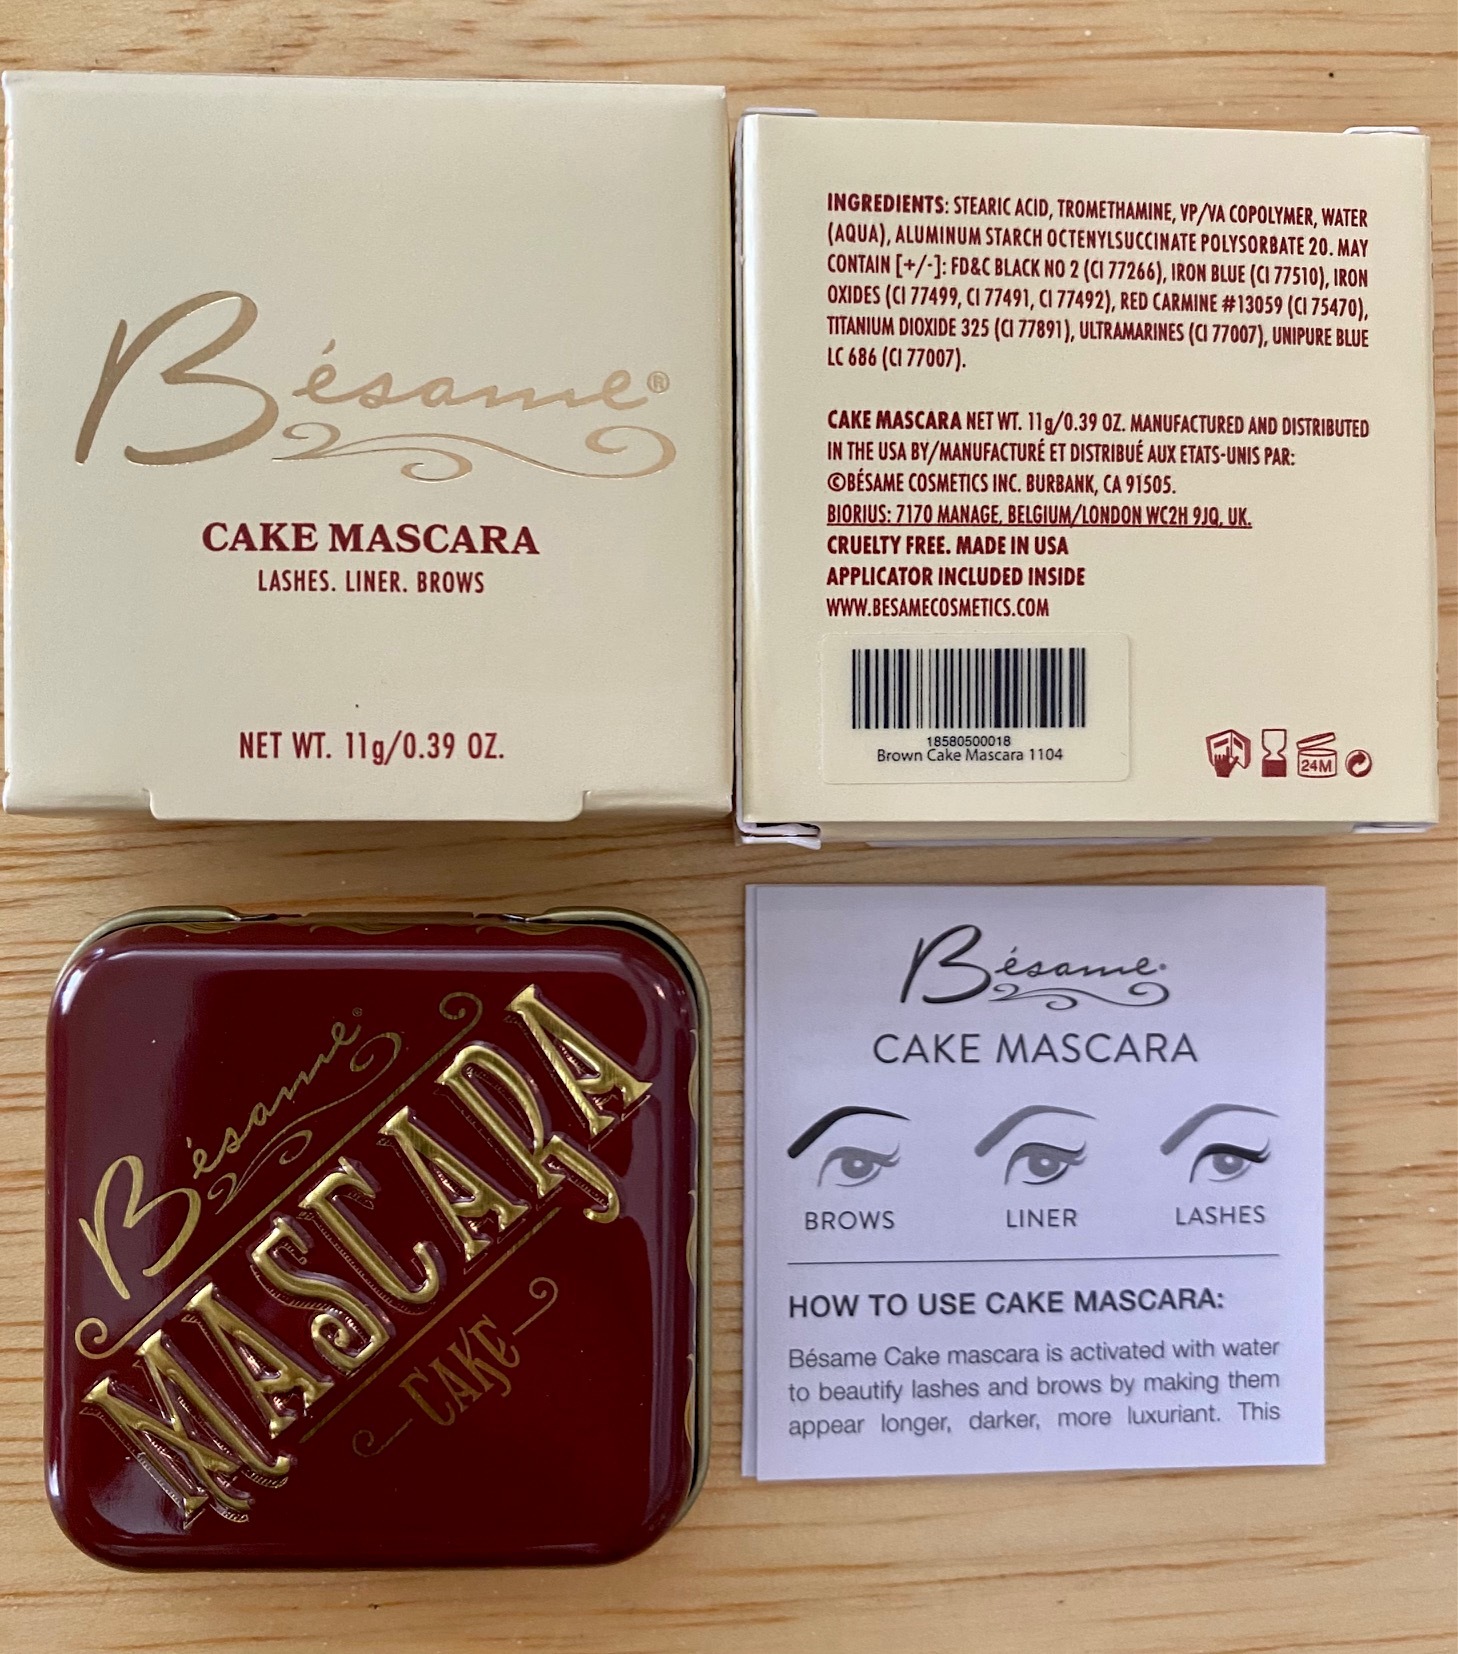 Bésame®
CAKE MASCARA
LASHES. LINER. BROWS
NET WT. 11g/0.39 OZ.
INGREDIENTS: STEARIC ACID, TROMETHAMINE, VP/VA COPOLYMER, WATER
(AQUA), ALUMINUM STARCH OCTENYLSUCCINATE POLYSORBATE 20. MAY
CONTAIN [+/-]: FD&C BLACK NO 2 (CI 77266), IRON BLUE (CI 77510), IRON
OXIDES (CI 77499, CI 77491, CI 77492), RED CARMINE #13059 (CI 75470),
TITANIUM DIOXIDE 325 (CI 77891), ULTRAMARINES (CI 77007), UNIPURE BLUE
LC 686 (CI 77007).
CAKE MASCARA NET WT. 11g/0.39 OZ. MANUFACTURED AND DISTRIBUTED
IN THE USA BY/MANUFACTURÉ ET DISTRIBUÉ AUX ETATS-UNIS PAR:
©BÉSAME COSMETICS INC. BURBANK, CA 91505.
BIORIUS: 7170 MANAGE, BELGIUM/LONDON WC2H 9JQ, UK.
CRUELTY FREE. MADE IN USA
APPLICATOR INCLUDED INSIDE
WWW.BESAMECOSMETICS.COM
18580500018
Brown Cake Mascara 1104
24M
Bésame®
MASCARA
CAKE
Bésame®
CAKE MASCARA
BROWS
LINER
LASHES
HOW TO USE CAKE MASCARA:
Bésame Cake mascara is activated with water
to beautify lashes and brows by making them
appear longer, darker, more luxuriant. This